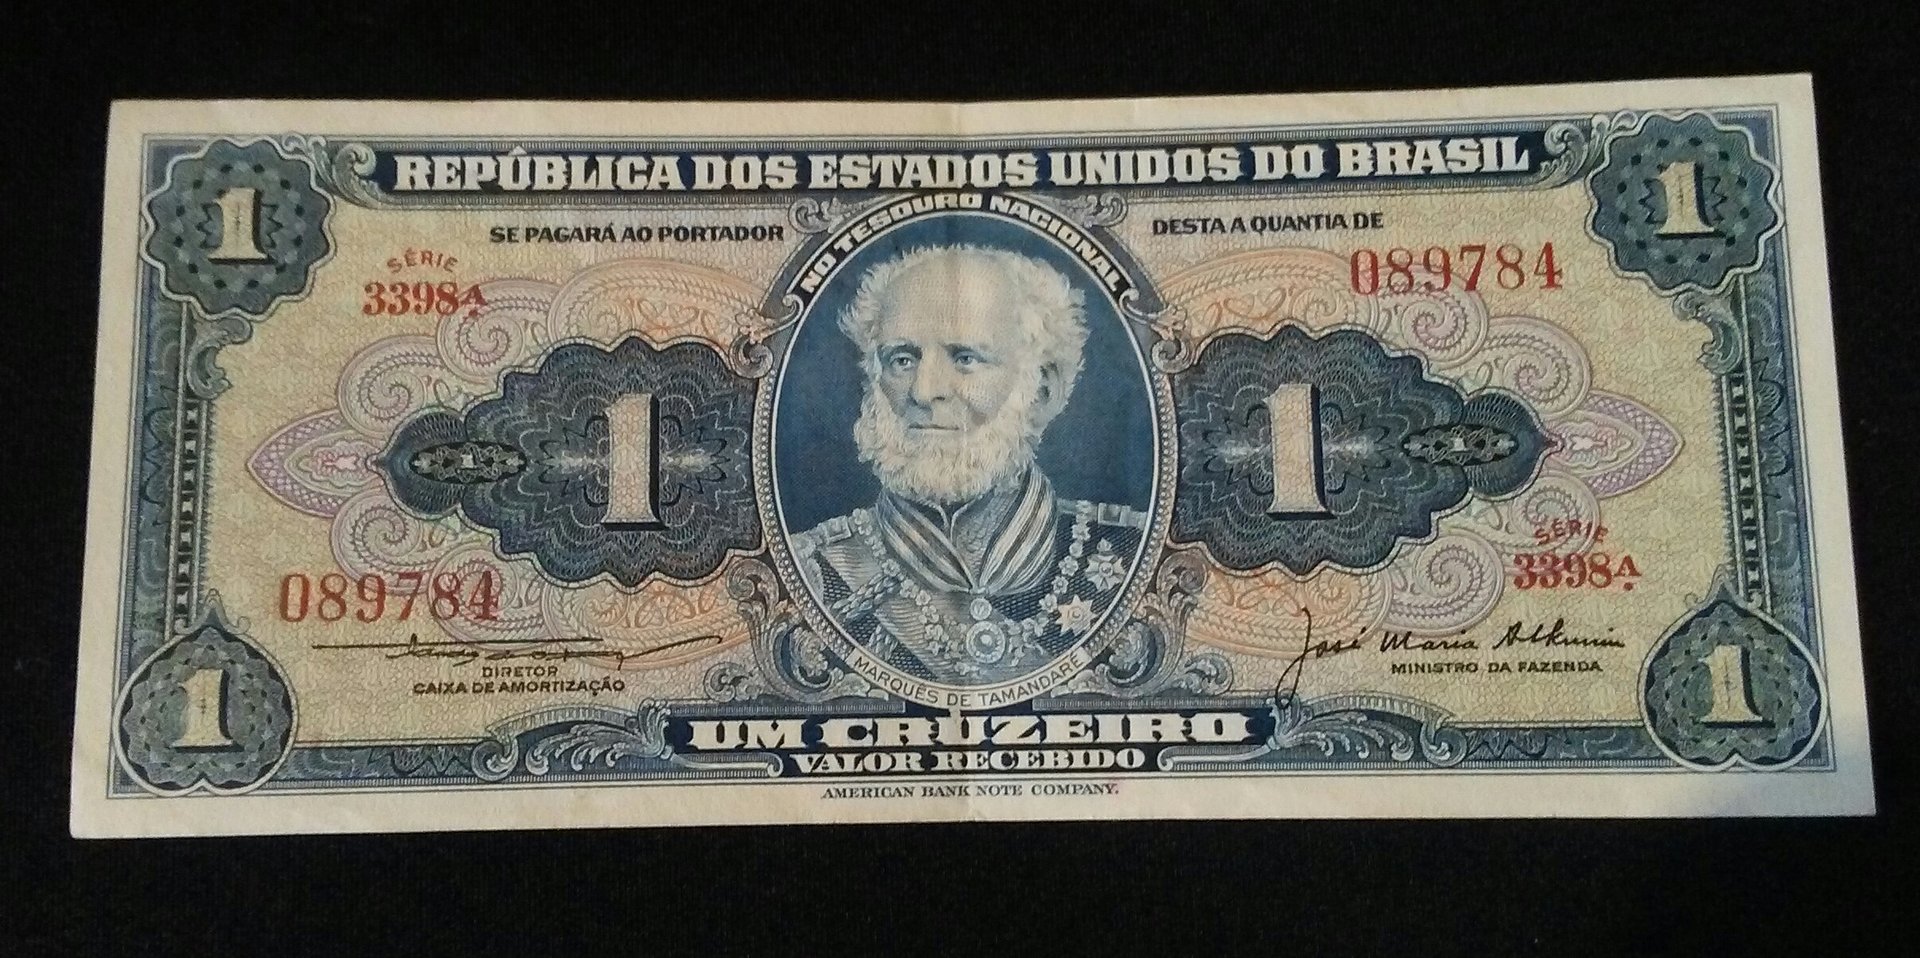 REPÚBLICA DOS ESTADOS UNIDOS DO BRASIL
1
1
SE PAGARÁ AO PORTADOR
NO TESOURO NACIONAL
DESTA A QUANTIA DE
SÉRIE
3398A
089784
1
1
1
1
SÉRIE
3398A
089784
José Maria Alkmim
DIRETOR
CAIXA DE AMORTIZAÇÃO
MINISTRO DA FAZENDA
MARQUÊS DE TAMANDARÉ
1
1
UM CRUZEIRO
VALOR RECEBIDO
AMERICAN BANK NOTE COMPANY.